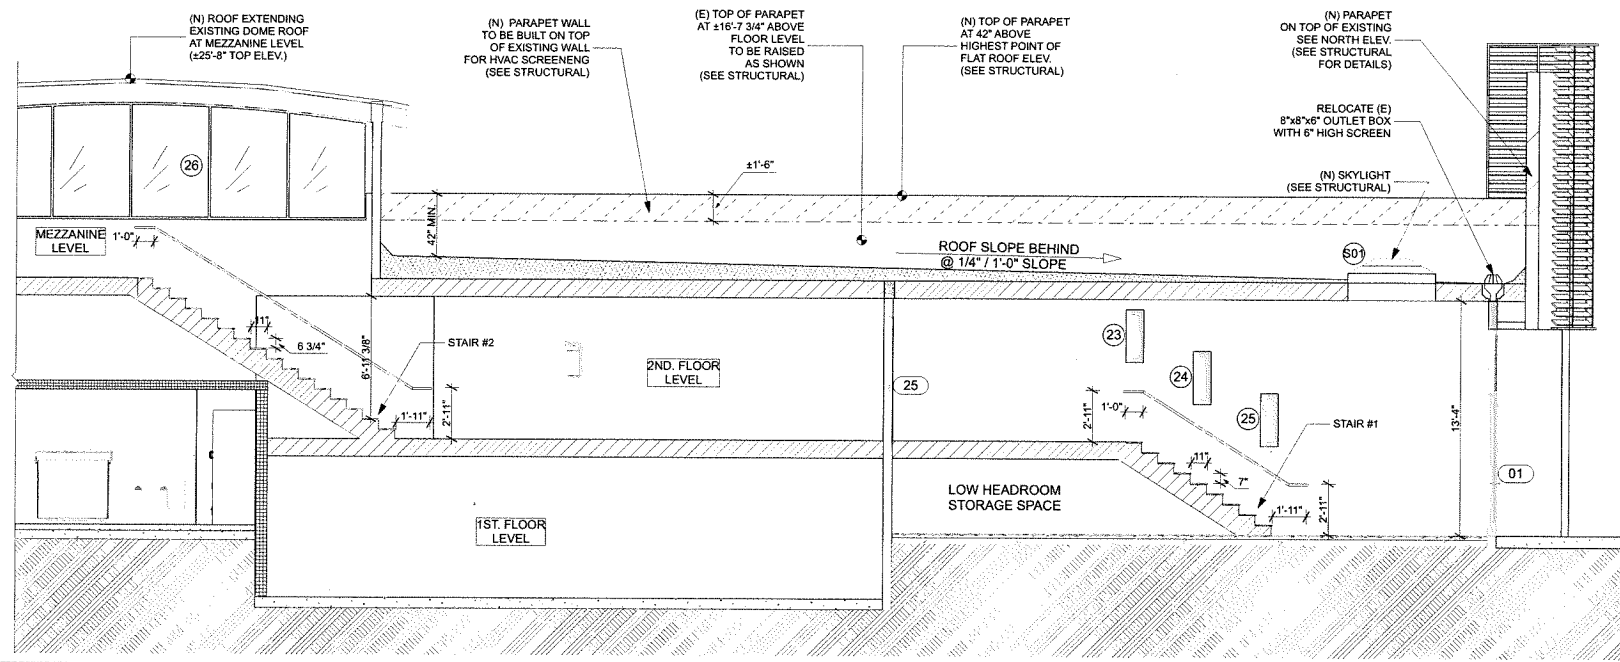 (N) ROOF EXTENDING
EXISTING DOME ROOF
AT MEZZANINE LEVEL
(±25'-8" TOP ELEV.)
(N) PARAPET WALL
TO BE BUILT ON TOP
OF EXISTING WALL
FOR HVAC SCREENENG
(SEE STRUCTURAL)
(E) TOP OF PARAPET
AT ±16'-7 3/4" ABOVE
FLOOR LEVEL
TO BE RAISED
AS SHOWN
(SEE STRUCTURAL)
(N) TOP OF PARAPET
AT 42" ABOVE
HIGHEST POINT OF
FLAT ROOF ELEV.
(SEE STRUCTURAL)
(N) PARAPET
ON TOP OF EXISTING
SEE NORTH ELEV.
(SEE STRUCTURAL
FOR DETAILS)
RELOCATE (E)
8"x8"x6" OUTLET BOX
WITH 6" HIGH SCREEN
(N) SKYLIGHT
(SEE STRUCTURAL)
26
±1'-6"
42" MIN.
MEZZANINE
LEVEL
1'-0"
ROOF SLOPE BEHIND
@ 1/4" / 1'-0" SLOPE
S01
11"
6 3/4"
6'-11 3/8"
STAIR #2
1'-11"
2'-11"
2ND. FLOOR
LEVEL
25
23
24
25
1'-0"
2'-11"
STAIR #1
11"
7"
1'-11"
2'-11"
13'-4"
01
LOW HEADROOM
STORAGE SPACE
1ST. FLOOR
LEVEL